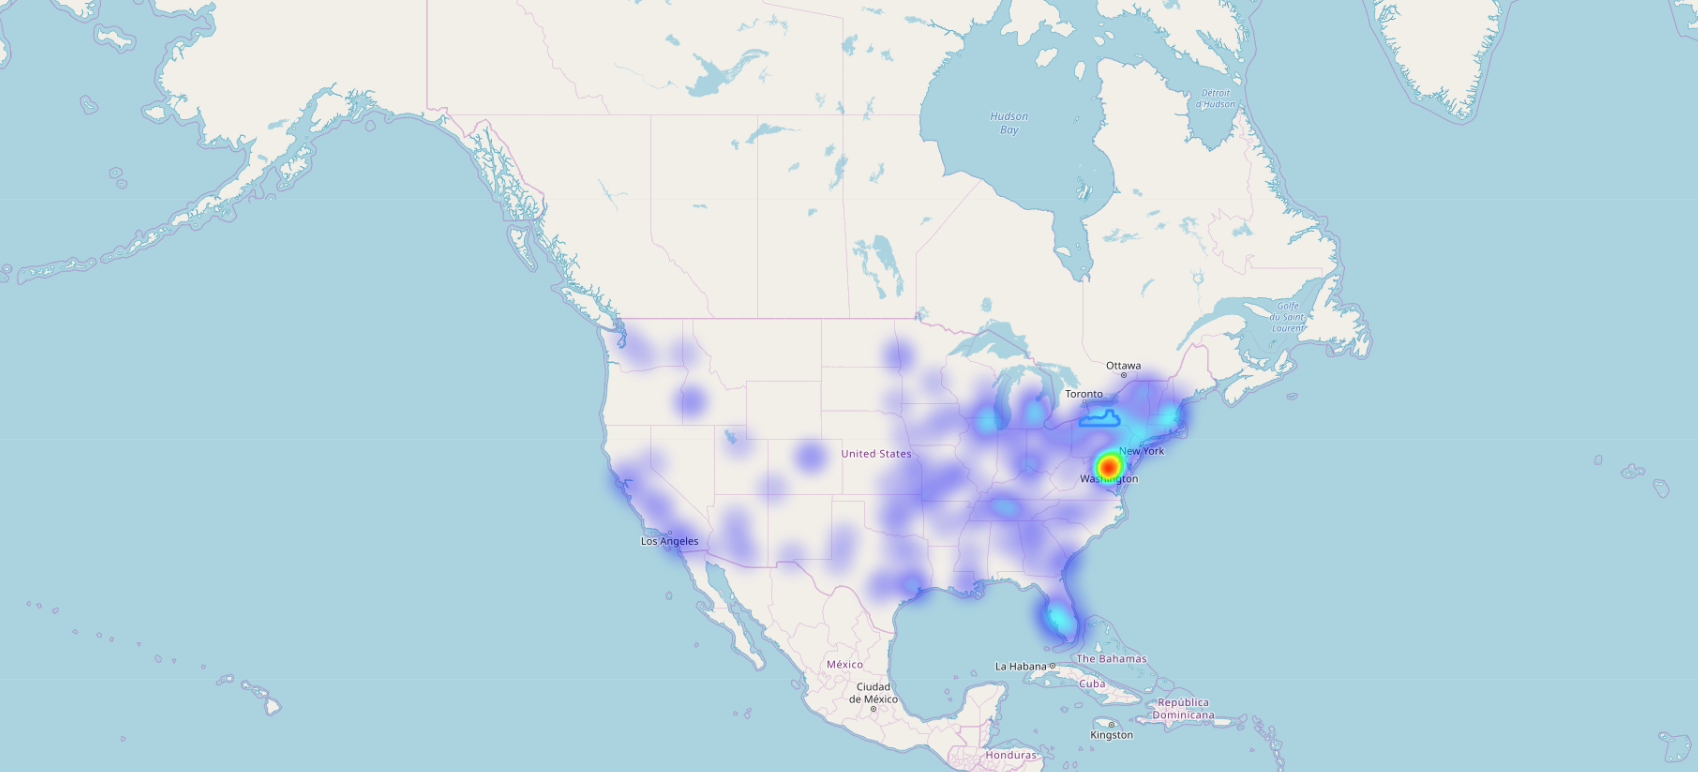 Détroit
d'Hudson
Hudson
Bay
Golfe
du Saint-
Laurent
Ottawa
Toronto
New York
United States
Washington
Los Angeles
México
La Habana
The Bahamas
Cuba
Ciudad
de México
República
Dominicana
Kingston
Honduras